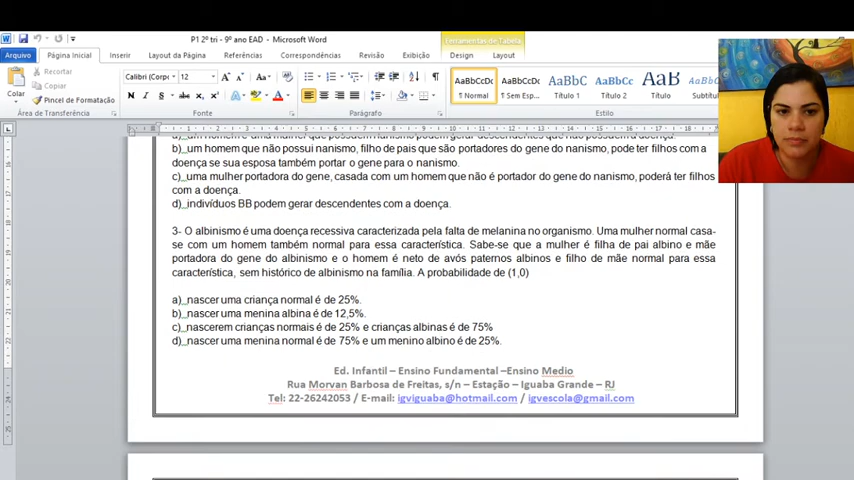 P1 2º tri - 9º ano EAD - Microsoft Word
Ferramentas de Tabela
Arquivo Página Inicial Inserir Layout da Página Referências Correspondências Revisão Exibição Design Layout
Colar
Recortar
Copiar
Pincel de Formatação
Área de Transferência
Calibri (Corpo 12
Fonte
Parágrafo
AaBbCcDc AaBbCcDc AaBbC AaBbCc AaB
¶ Normal ¶ Sem Esp... Título 1 Título 2 Título
Estilo
b)_um homem que não possui nanismo, filho de pais que são portadores do gene do nanismo, pode ter filhos com a
doença se sua esposa também portar o gene para o nanismo.
c)_uma mulher portadora do gene, casada com um homem que não é portador do gene do nanismo, poderá ter filhos
com a doença.
d)_indivíduos BB podem gerar descendentes com a doença.
3- O albinismo é uma doença recessiva caracterizada pela falta de melanina no organismo. Uma mulher normal casa-
se com um homem também normal para essa característica. Sabe-se que a mulher é filha de pai albino e mãe
portadora do gene do albinismo e o homem é neto de avós paternos albinos e filho de mãe normal para essa
característica, sem histórico de albinismo na família. A probabilidade de (1,0)
a)_nascer uma criança normal é de 25%.
b)_nascer uma menina albina é de 12,5%.
c)_nascerem crianças normais é de 25% e crianças albinas é de 75%
d)_nascer uma menina normal é de 75% e um menino albino é de 25%.
Ed. Infantil – Ensino Fundamental –Ensino Medio
Rua Morvan Barbosa de Freitas, s/n – Estação – Iguaba Grande – RJ
Tel: 22-26242053 / E-mail: igviguaba@hotmail.com / igvescola@gmail.com